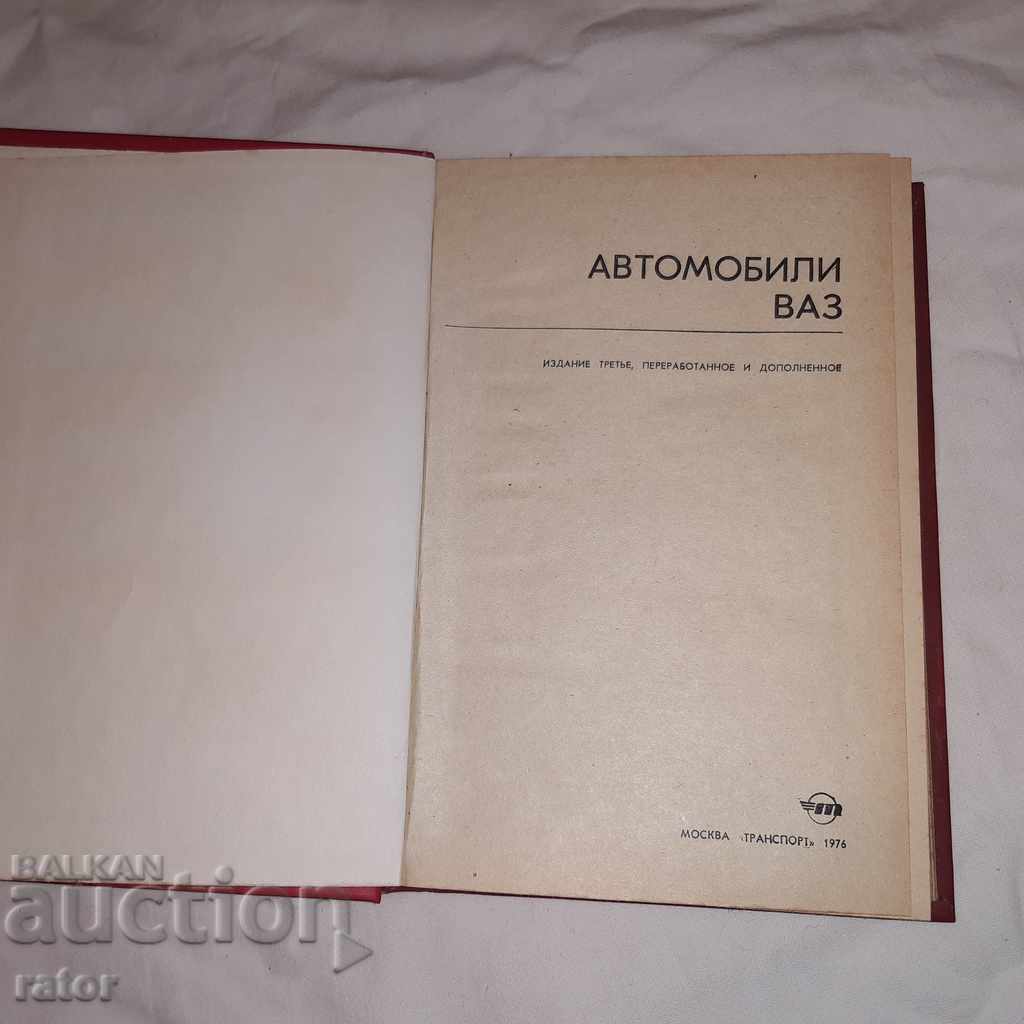 АВТОМОБИЛИ
ВАЗ
ИЗДАНИЕ ТРЕТЬЕ, ПЕРЕРАБОТАННОЕ И ДОПОЛНЕННОЕ
т
МОСКВА «ТРАНСПОРТ» 1976
BALKAN
auction
rator